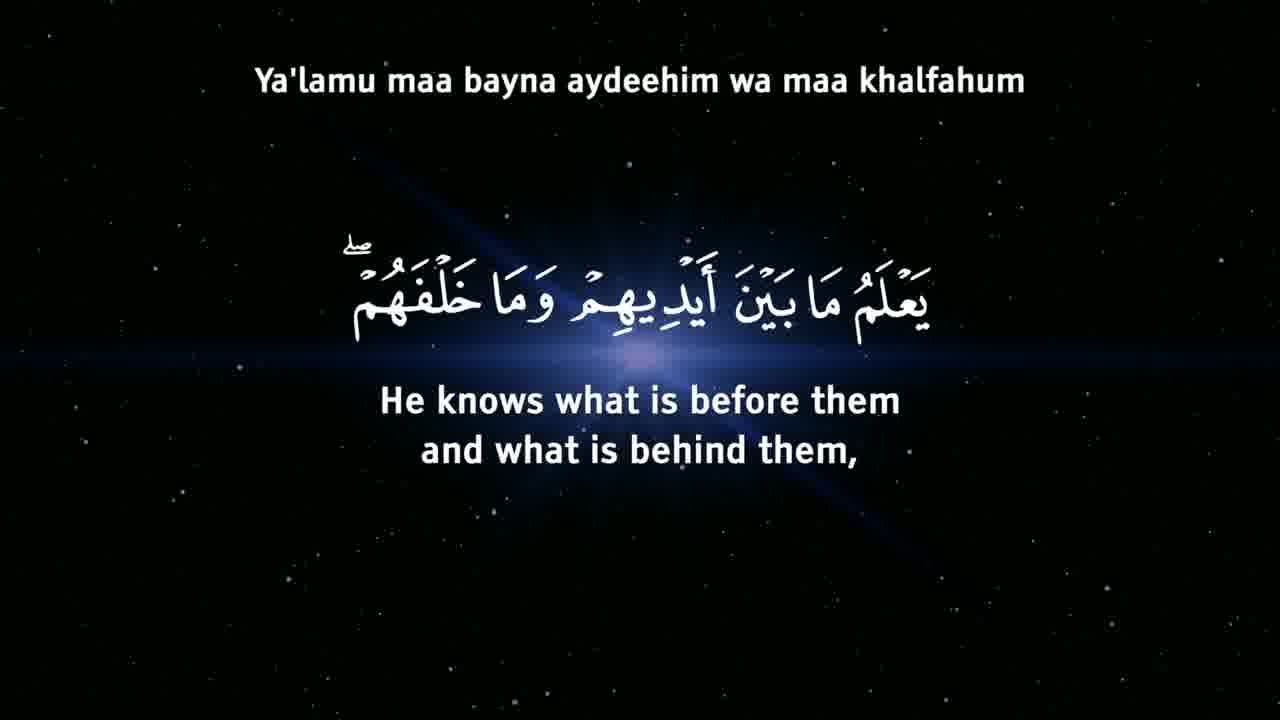 Ya'lamu maa bayna aydeehim wa maa khalfahum
يَعْلَمُ مَا بَيْنَ أَيْدِيهِمْ وَمَا خَلْفَهُمْ ۖ
He knows what is before them
and what is behind them,